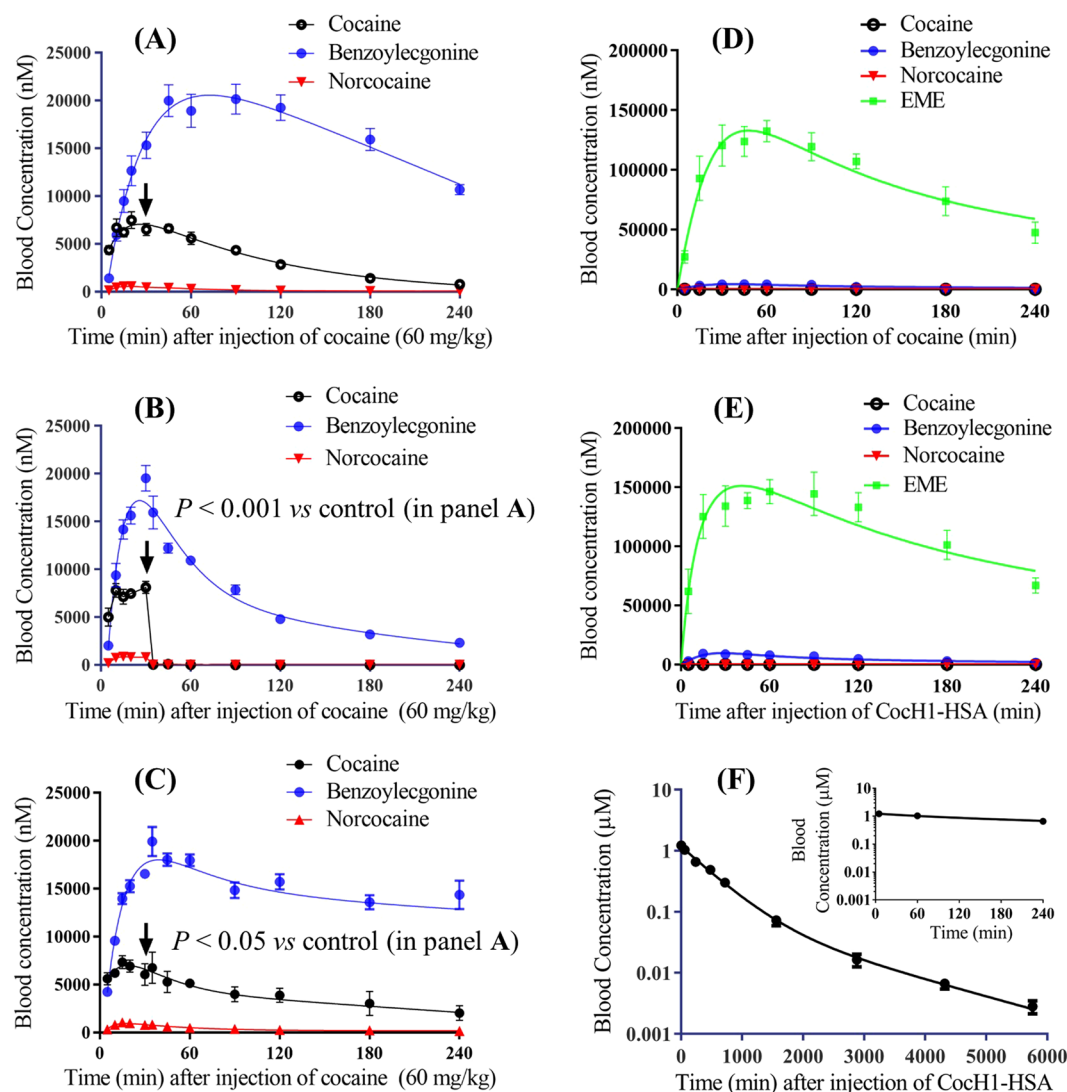 (A)
Cocaine
Benzoylecgonine
Norcocaine
Blood Concentration (nM)
25000
20000
15000
10000
5000
0
0 60 120 180 240
Time (min) after injection of cocaine (60 mg/kg)
(B)
Cocaine
Benzoylecgonine
Norcocaine
P < 0.001 vs control (in panel A)
Blood concentration (nM)
25000
20000
15000
10000
5000
0
0 60 120 180 240
Time (min) after injection of cocaine (60 mg/kg)
(C)
Cocaine
Benzoylecgonine
Norcocaine
P < 0.05 vs control (in panel A)
Blood concentration (nM)
25000
20000
15000
10000
5000
0
0 60 120 180 240
Time (min) after injection of cocaine (60 mg/kg)
(D)
Cocaine
Benzoylecgonine
Norcocaine
EME
Blood concentration (nM)
200000
150000
100000
50000
0
0 60 120 180 240
Time after injection of cocaine (min)
(E)
Cocaine
Benzoylecgonine
Norcocaine
EME
Blood concentration (nM)
200000
150000
100000
50000
0
0 60 120 180 240
Time after injection of CocH1-HSA (min)
(F)
Blood Concentration (μM)
10
1
0.1
0.01
0.001
0 1000 2000 3000 4000 5000 6000
Time (min) after injection of CocH1-HSA
Blood
Concentration (μM)
10
1
0.1
0.01
0.001
0 60 120 180 240
Time (min)